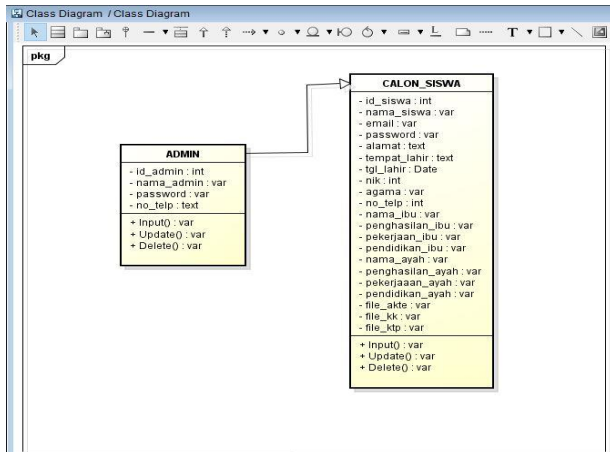 Class Diagram / Class Diagram
T
pkg
ADMIN
- id_admin : int
- nama_admin : var
- password : var
- no_telp : text
+ Input() : var
+ Update() : var
+ Delete() : var
CALON_SISWA
- id_siswa : int
- nama_siswa : var
- email : var
- password : var
- alamat : text
- tempat_lahir : text
- tgl_lahir : Date
- nik : int
- agama : var
- no_telp : int
- nama_ibu : var
- penghasilan_ibu : var
- pekerjaan_ibu : var
- pendidikan_ibu : var
- nama_ayah : var
- penghasilan_ayah : var
- pekerjaaan_ayah : var
- pendidikan_ayah : var
- file_akte : var
- file_kk : var
- file_ktp : var
+ Input() : var
+ Update() : var
+ Delete() : var